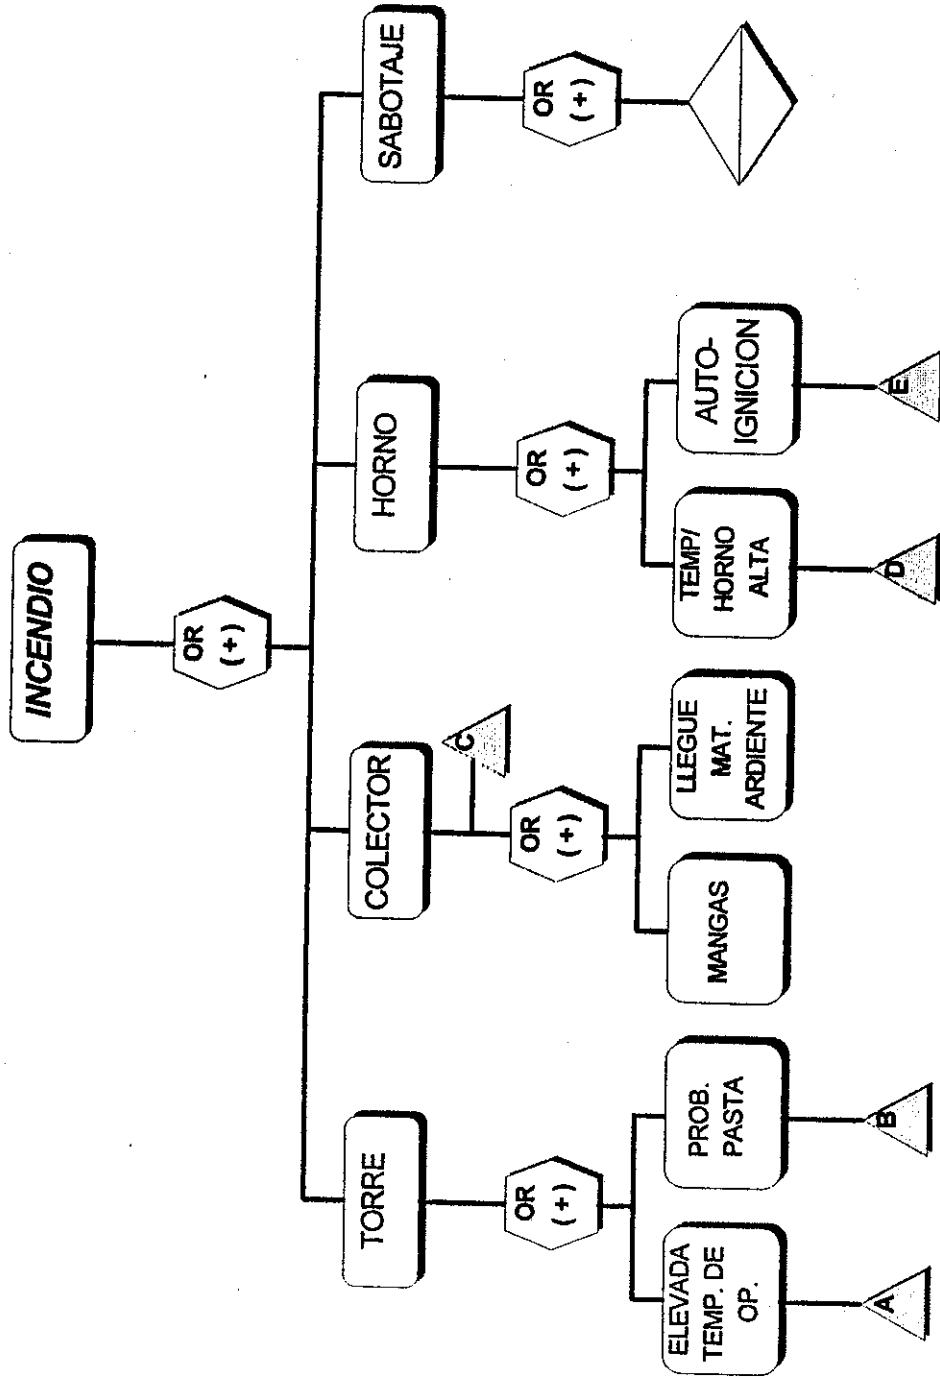 INCENDIO
OR
(+)
TORRE
COLECTOR
HORNO
SABOTAJE
C
OR
(+)
OR
(+)
OR
(+)
OR
(+)
ELEVADA
TEMP. DE
OP.
PROB.
PASTA
MANGAS
LLEGUE
MAT.
ARDIENTE
TEMP/
HORNO
ALTA
AUTO-
IGNICION
A
B
D
E